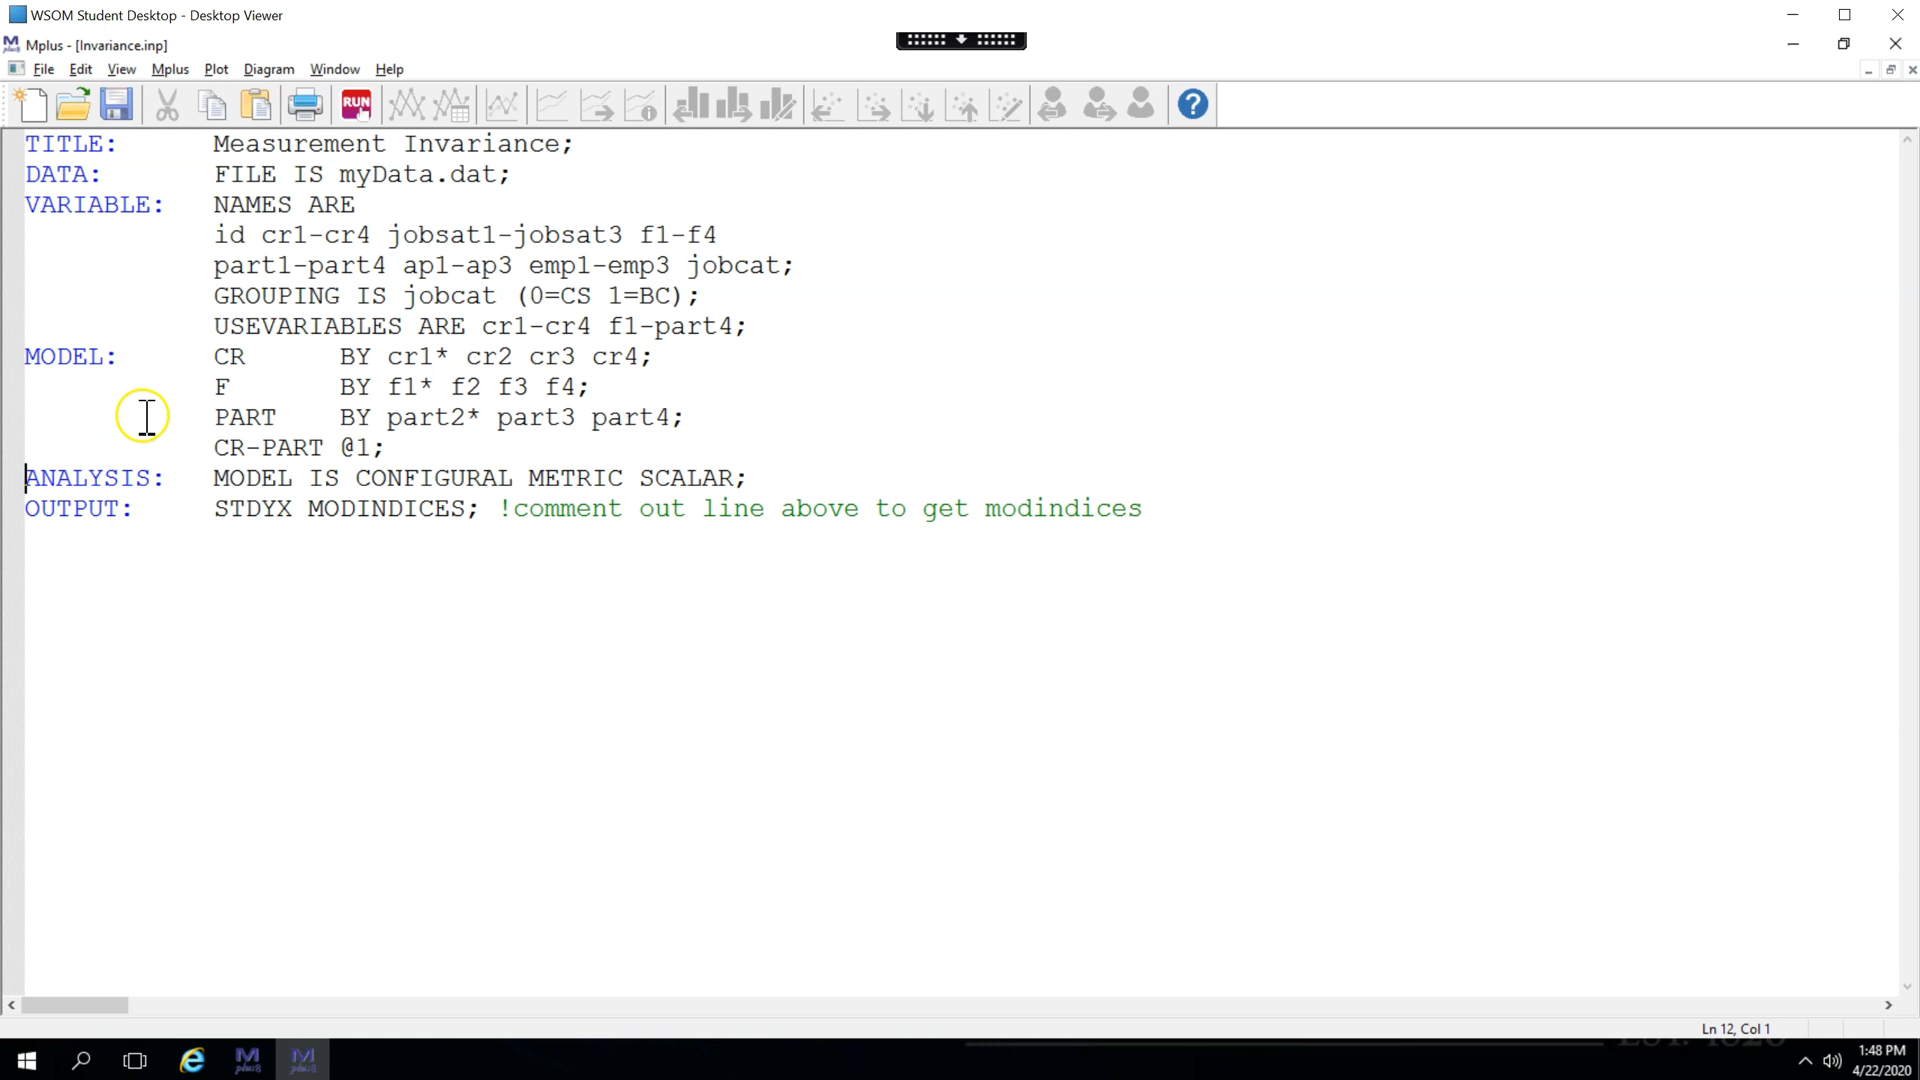 WSOM Student Desktop - Desktop Viewer
Mplus - [Invariance.inp]
File Edit View Mplus Plot Diagram Window Help
RUN
TITLE: Measurement Invariance;
DATA: FILE IS myData.dat;
VARIABLE: NAMES ARE
id cr1-cr4 jobsat1-jobsat3 f1-f4
part1-part4 ap1-ap3 emp1-emp3 jobcat;
GROUPING IS jobcat (0=CS 1=BC);
USEVARIABLES ARE cr1-cr4 f1-part4;
MODEL: CR BY cr1* cr2 cr3 cr4;
F BY f1* f2 f3 f4;
PART BY part2* part3 part4;
CR-PART @1;
ANALYSIS: MODEL IS CONFIGURAL METRIC SCALAR;
OUTPUT: STDYX MODINDICES; !comment out line above to get modindices
Ln 12, Col 1
1:48 PM
4/22/2020